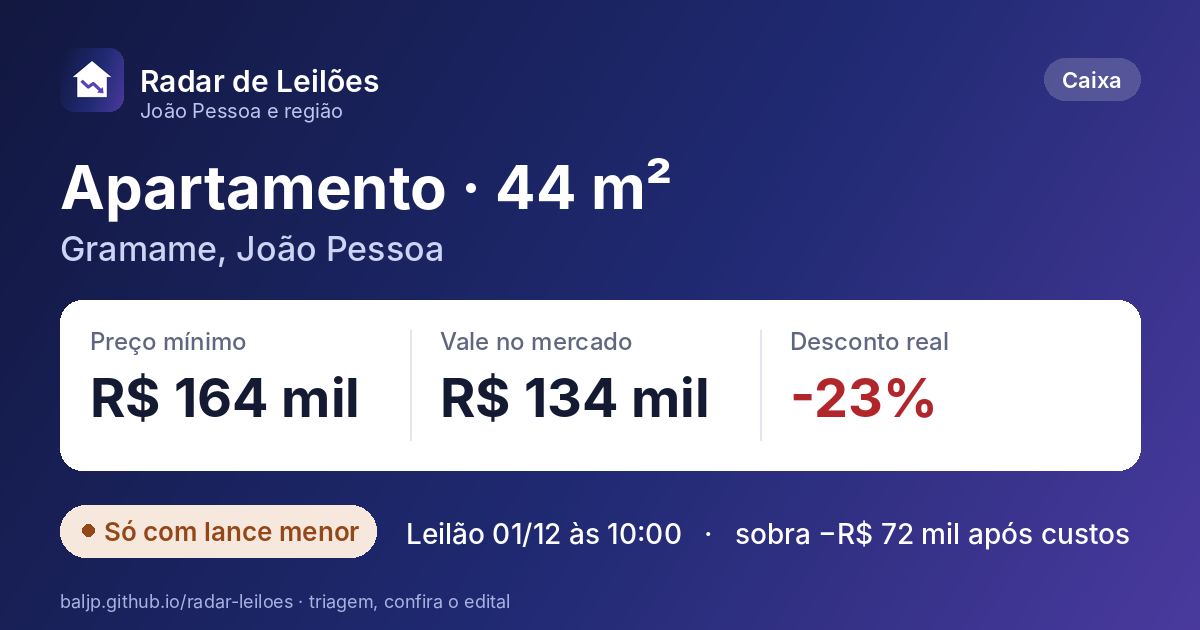 Radar de Leilões
João Pessoa e região
Caixa
Apartamento · 44 m²
Gramame, João Pessoa
Preço mínimo
R$ 164 mil
Vale no mercado
R$ 134 mil
Desconto real
-23%
Só com lance menor
Leilão 01/12 às 10:00 · sobra −R$ 72 mil após custos
baljp.github.io/radar-leiloes · triagem, confira o edital